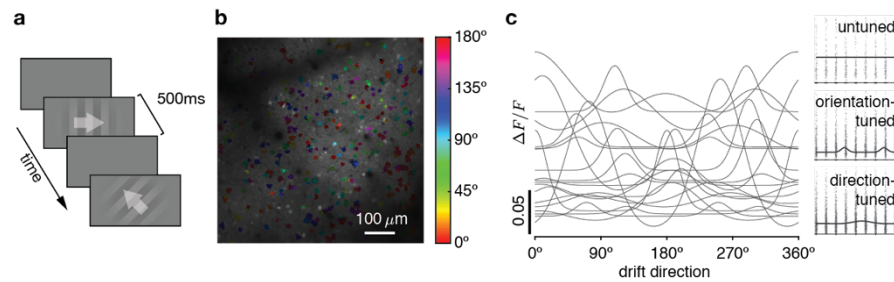 a
500ms
time
b
180º
135º
90º
45º
0º
100 μm
c
ΔF/F
0.05
0º
90º
180º
270º
360º
drift direction
untuned
orientation-
tuned
direction-
tuned